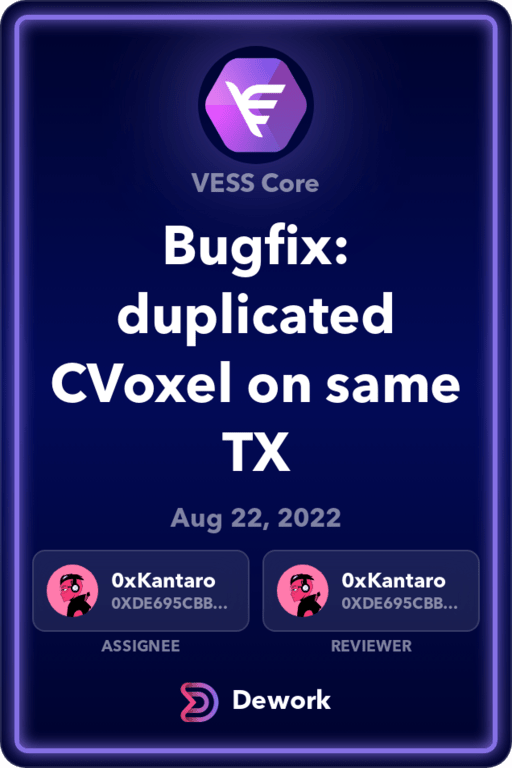 VESS Core
Bugfix:
duplicated
CVoxel on same
TX
Aug 22, 2022
0xKantaro
0XDE695CBB...
ASSIGNEE
0xKantaro
0XDE695CBB...
REVIEWER
Dework